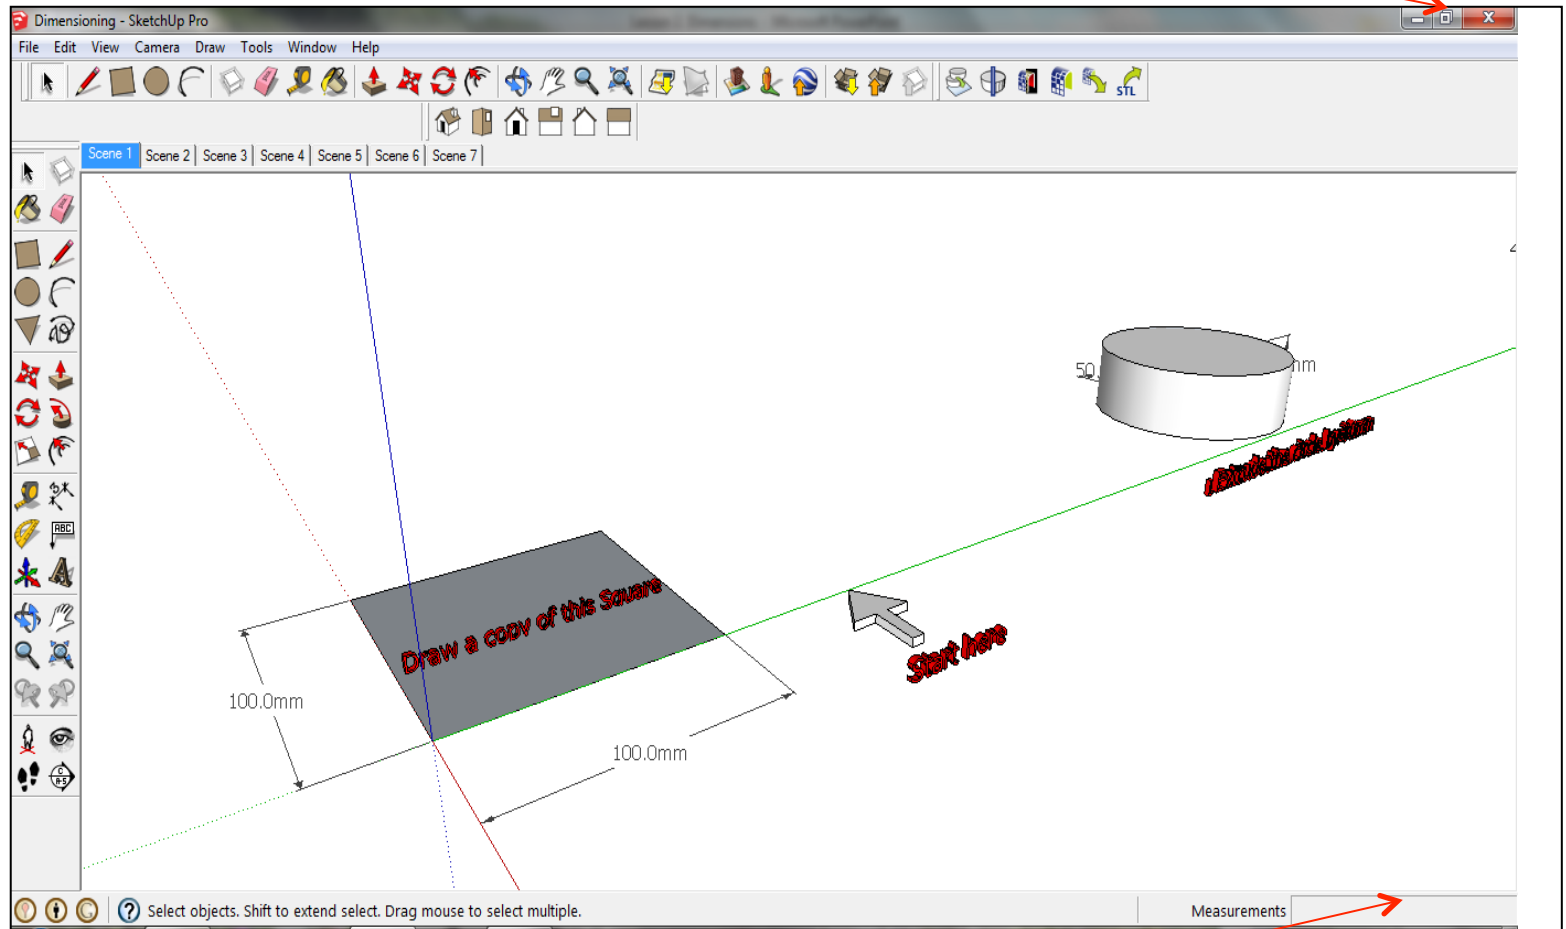 Dimensioning - SketchUp Pro
File Edit View Camera Draw Tools Window Help
STL
Scene 1 Scene 2 Scene 3 Scene 4 Scene 5 Scene 6 Scene 7
50
Draw a copy of this Square
Start here
100.0mm
100.0mm
ABC
Select objects. Shift to extend select. Drag mouse to select multiple.
Measurements